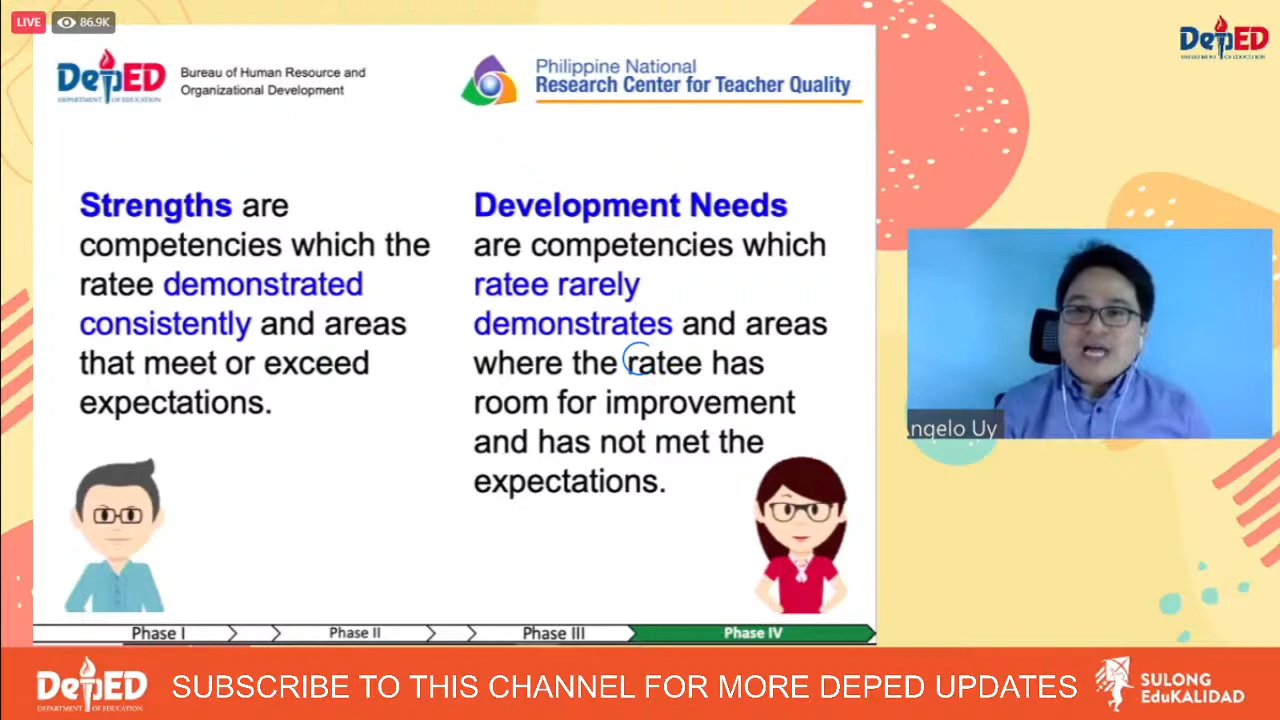 LIVE 86.9K
DepED
DEPARTMENT OF EDUCATION
Bureau of Human Resource and
Organizational Development
Philippine National
Research Center for Teacher Quality
DepED
DEPARTMENT OF EDUCATION
Strengths are
competencies which the
ratee demonstrated
consistently and areas
that meet or exceed
expectations.
Development Needs
are competencies which
ratee rarely
demonstrates and areas
where the ratee has
room for improvement
and has not met the
expectations.
ngelo Uy
Phase I
Phase II
Phase III
Phase IV
DepED
DEPARTMENT OF EDUCATION
SUBSCRIBE TO THIS CHANNEL FOR MORE DEPED UPDATES
SULONG
EduKALIDAD